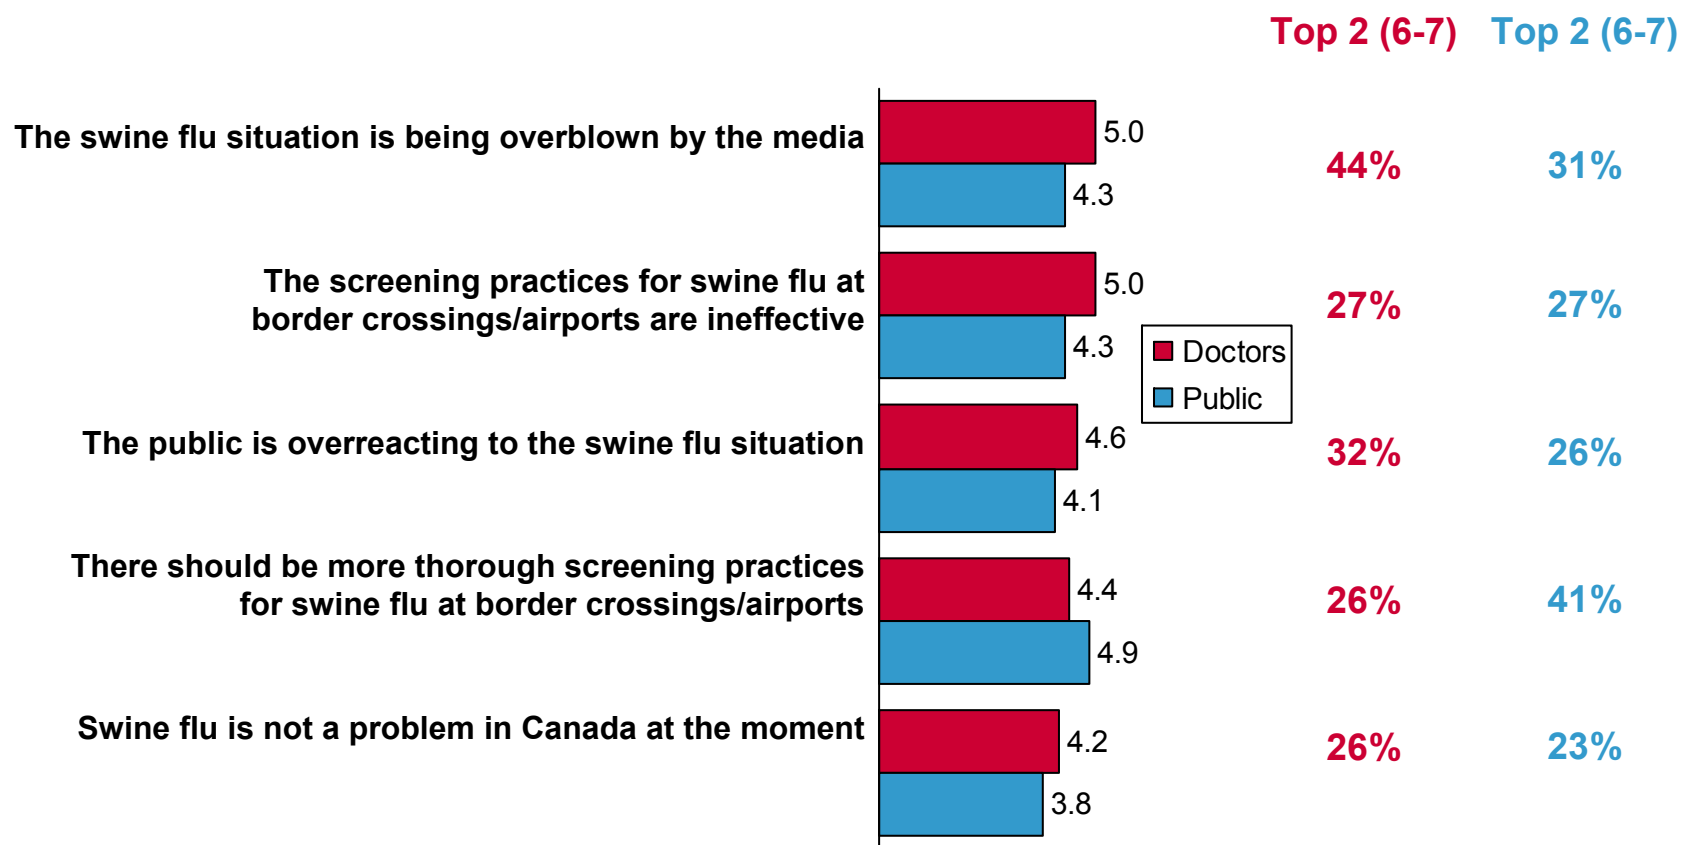 Top 2 (6-7) Top 2 (6-7)
The swine flu situation is being overblown by the media
5.0
4.3
44% 31%
The screening practices for swine flu at
border crossings/airports are ineffective
5.0
4.3
27% 27%
Doctors
Public
The public is overreacting to the swine flu situation
4.6
4.1
32% 26%
There should be more thorough screening practices
for swine flu at border crossings/airports
4.4
4.9
26% 41%
Swine flu is not a problem in Canada at the moment
4.2
3.8
26% 23%